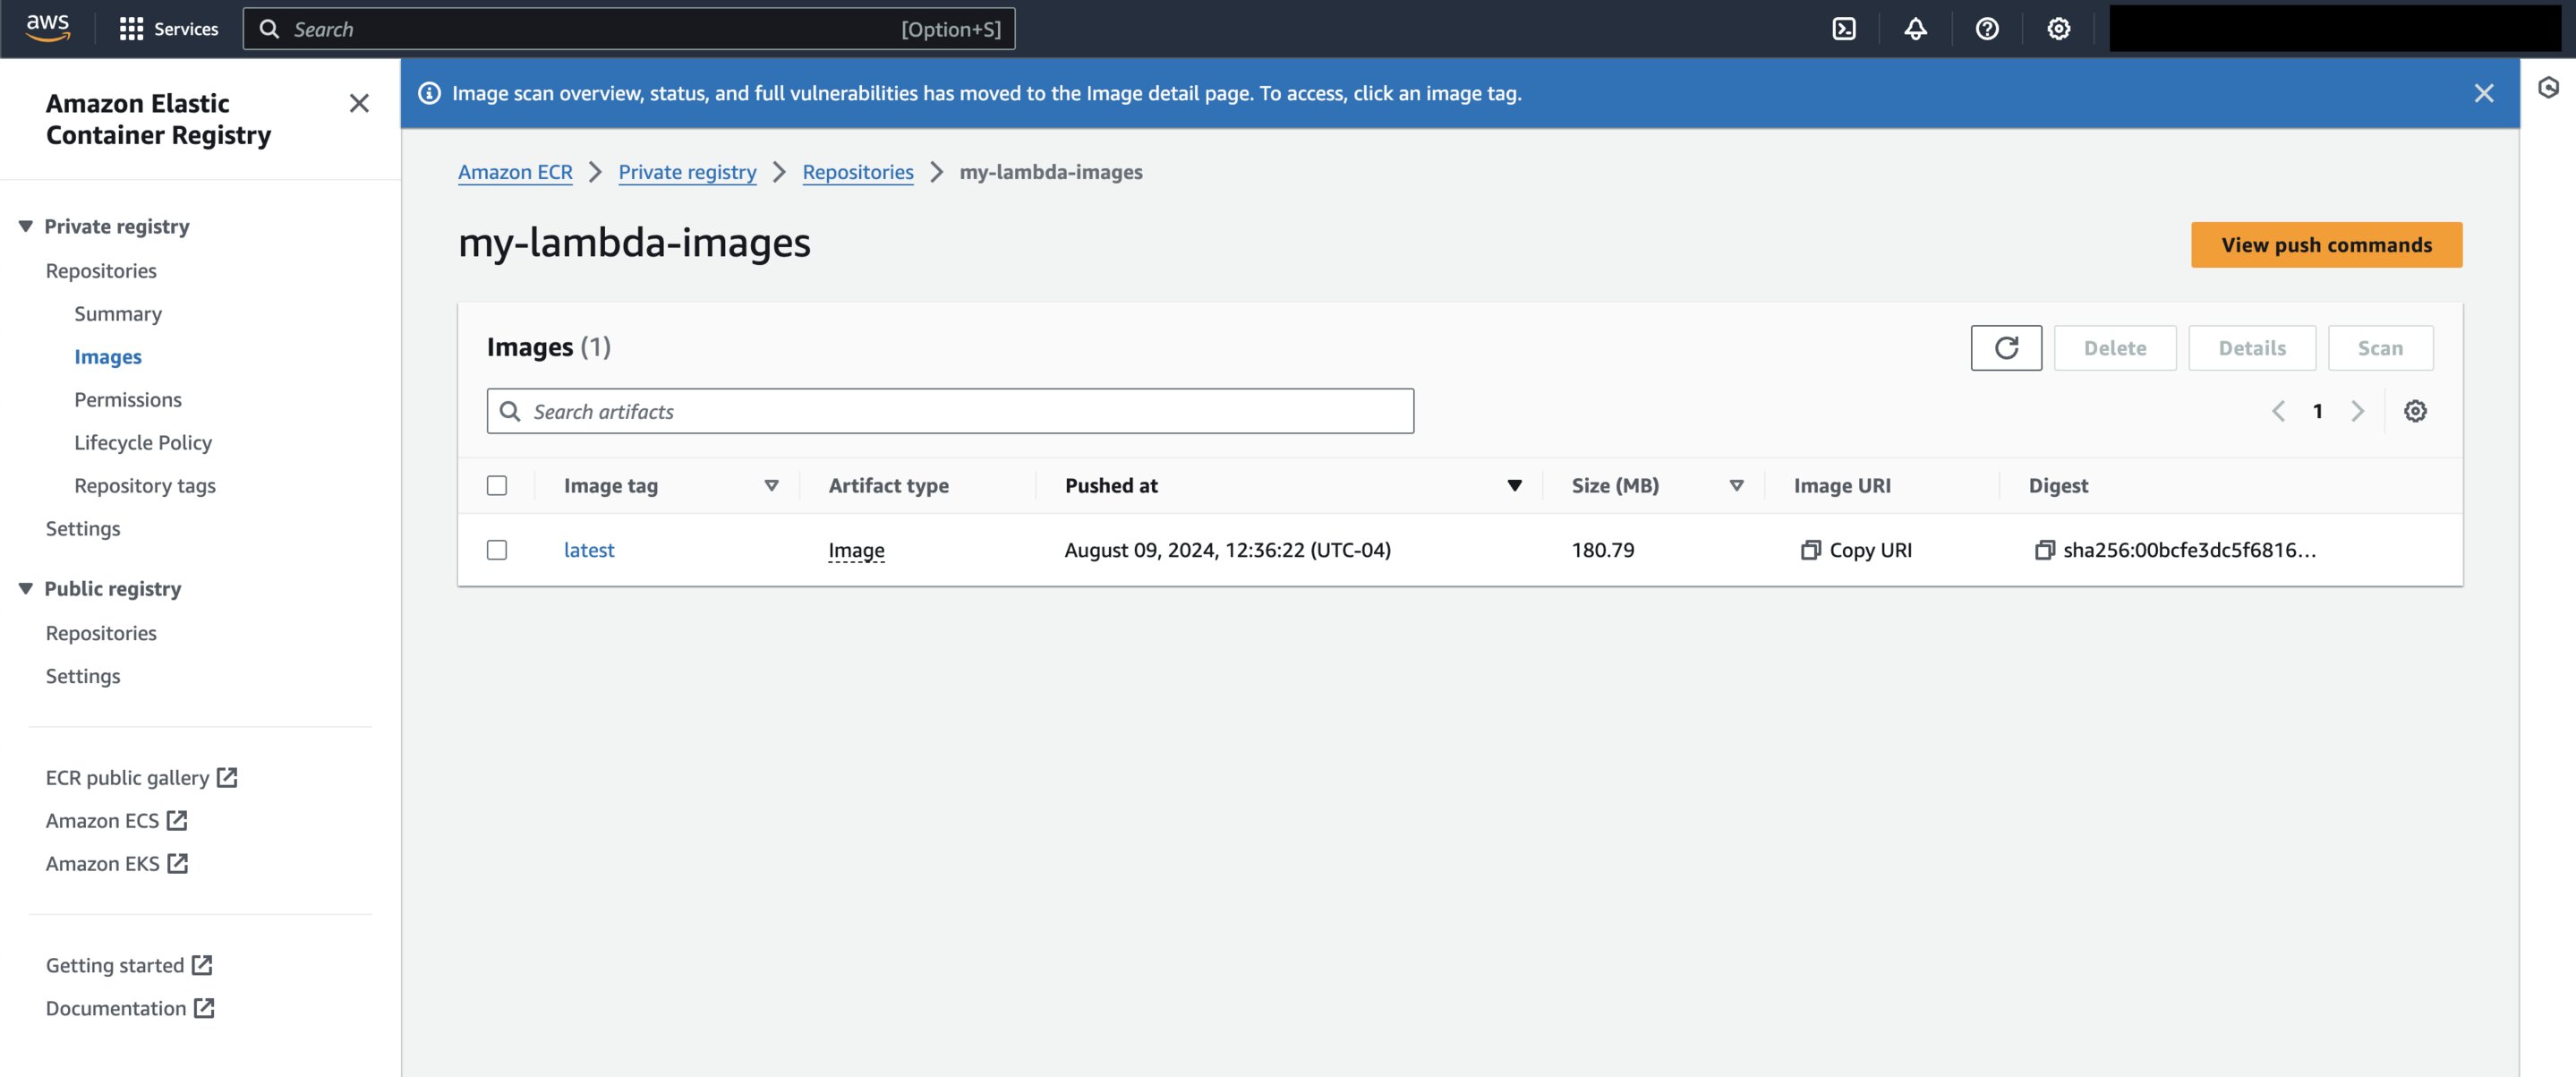 aws
Services
Search
[Option+S]
Amazon Elastic
Container Registry
Private registry
Repositories
Summary
Images
Permissions
Lifecycle Policy
Repository tags
Settings
Public registry
Repositories
Settings
ECR public gallery
Amazon ECS
Amazon EKS
Getting started
Documentation
Image scan overview, status, and full vulnerabilities has moved to the Image detail page. To access, click an image tag.
Amazon ECR > Private registry > Repositories > my-lambda-images
my-lambda-images
View push commands
Images (1)
Delete
Details
Scan
Search artifacts
1
Image tag Artifact type Pushed at Size (MB) Image URI Digest
latest Image August 09, 2024, 12:36:22 (UTC-04) 180.79 Copy URI sha256:00bcfe3dc5f6816...